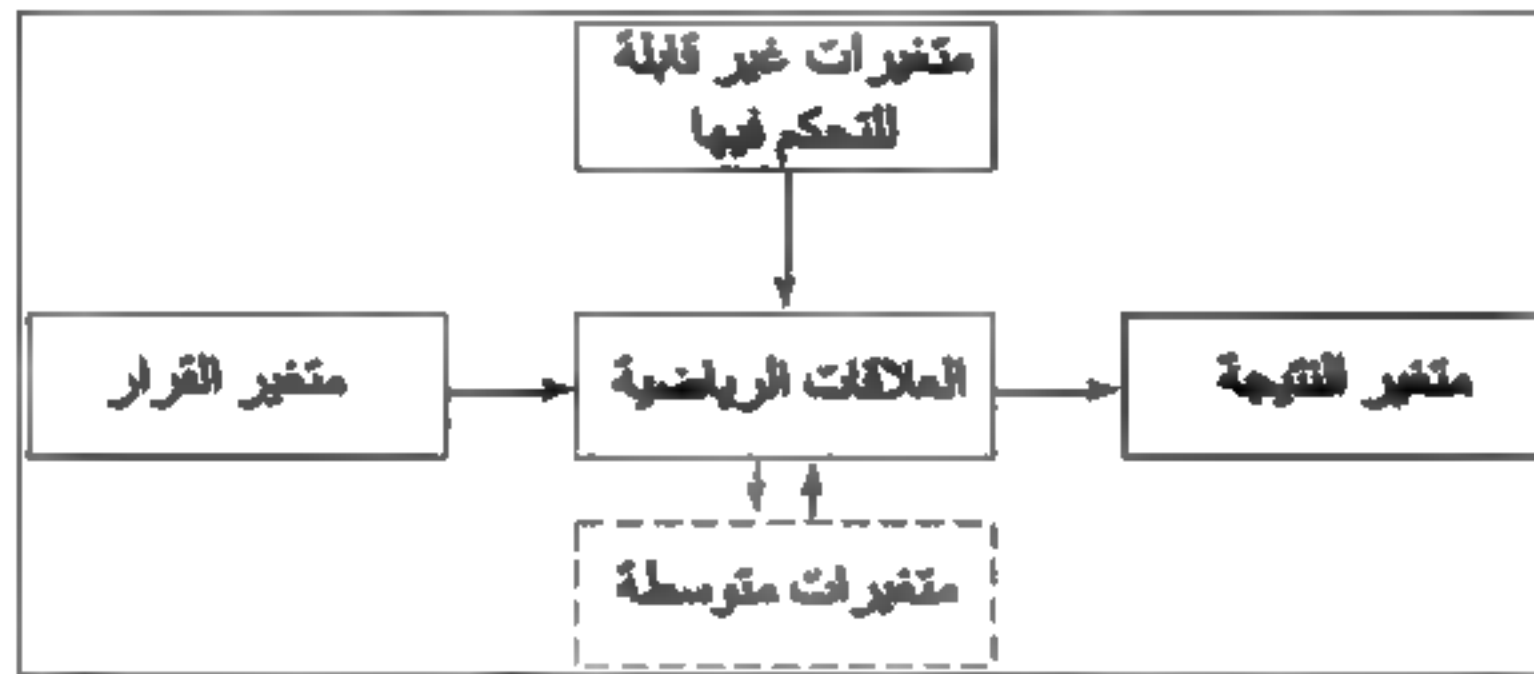 متغيرات غير قابلة
للتحكم فيها
متغير القرار
العلاقات الرياضية
متغير النتيجة
متغيرات متوسطة